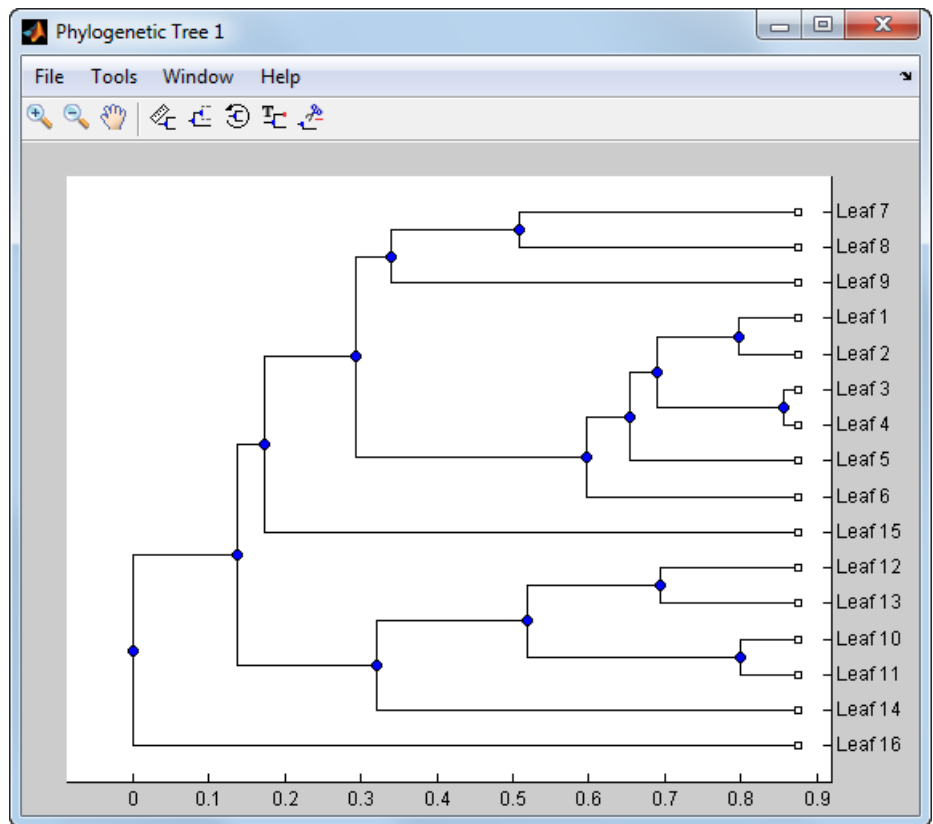 Phylogenetic Tree 1
File Tools Window Help
T
Leaf 7
Leaf 8
Leaf 9
Leaf 1
Leaf 2
Leaf 3
Leaf 4
Leaf 5
Leaf 6
Leaf 15
Leaf 12
Leaf 13
Leaf 10
Leaf 11
Leaf 14
Leaf 16
0 0.1 0.2 0.3 0.4 0.5 0.6 0.7 0.8 0.9